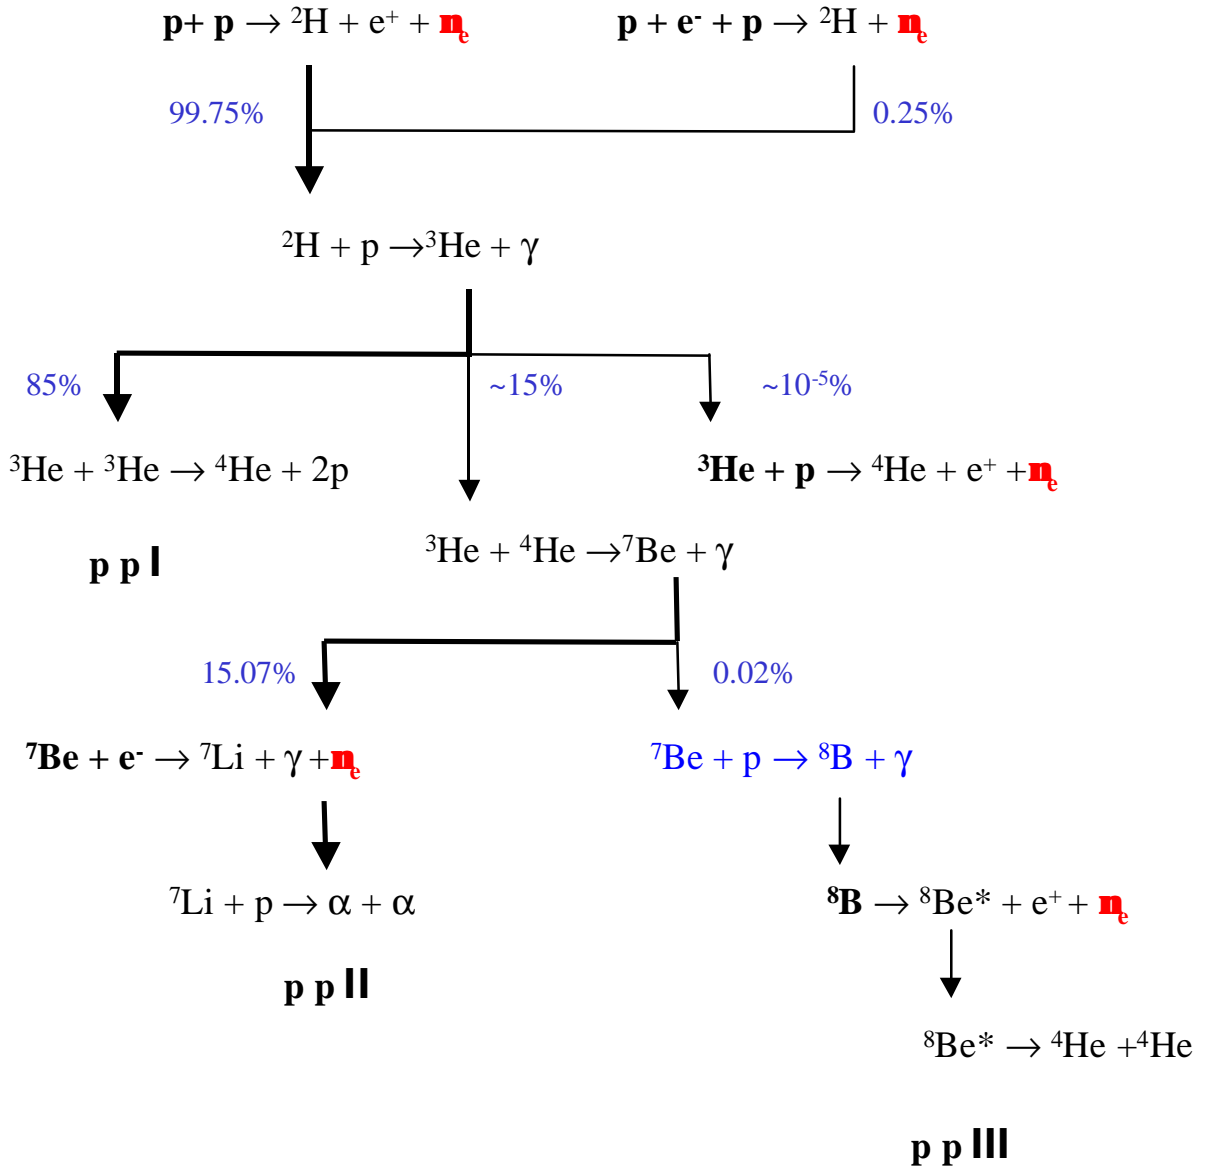 p+ p → ²H + e⁺ + nₑ
p + e⁻ + p → ²H + nₑ
99.75%
0.25%
²H + p →³He + γ
85%
~15%
~10⁻⁵%
³He + ³He → ⁴He + 2p
³He + p → ⁴He + e⁺ +nₑ
p p I
³He + ⁴He →⁷Be + γ
15.07%
0.02%
⁷Be + e⁻ → ⁷Li + γ +nₑ
⁷Be + p → ⁸B + γ
⁷Li + p → α + α
⁸B → ⁸Be* + e⁺ + nₑ
p p II
⁸Be* → ⁴He +⁴He
p p III